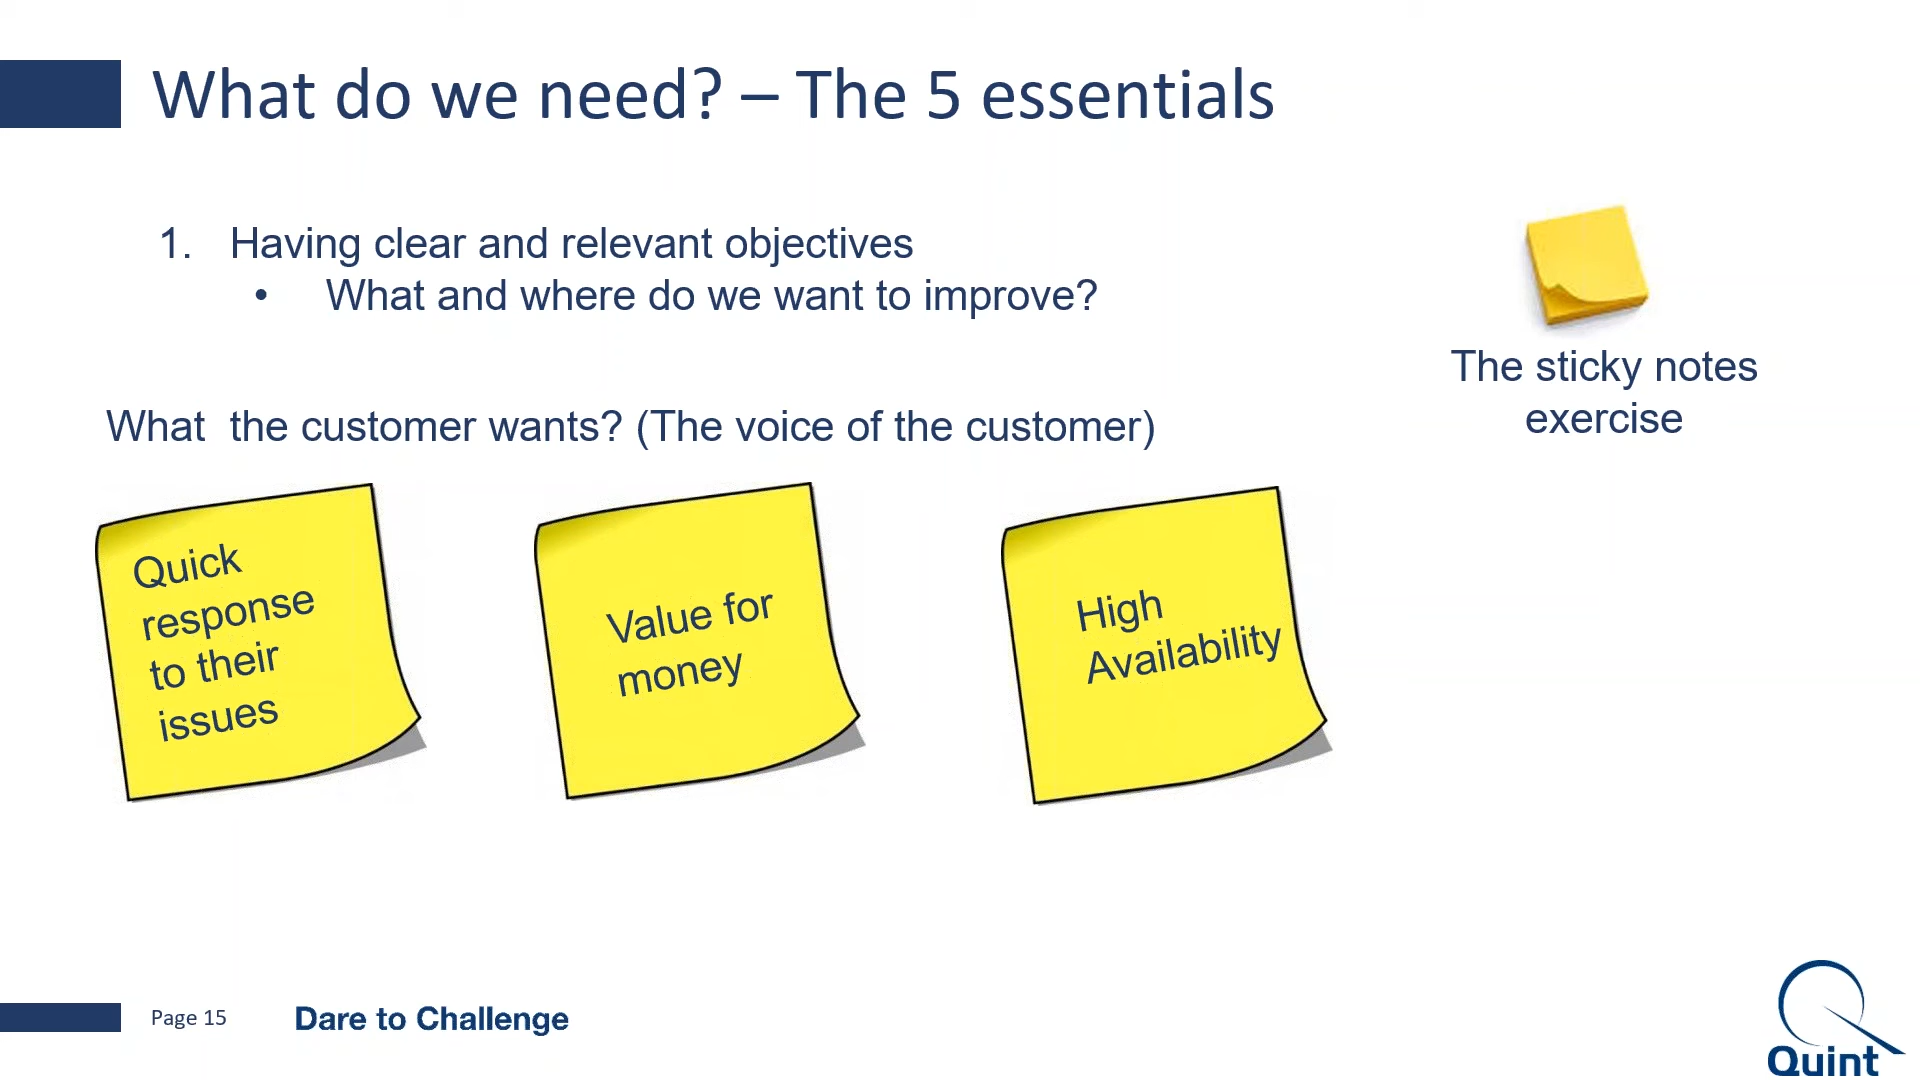 What do we need? – The 5 essentials
1. Having clear and relevant objectives
• What and where do we want to improve?
The sticky notes
exercise
What  the customer wants? (The voice of the customer)
Quick
response
to their
issues
Value for
money
High
Availability
Page 15
Dare to Challenge
Quint